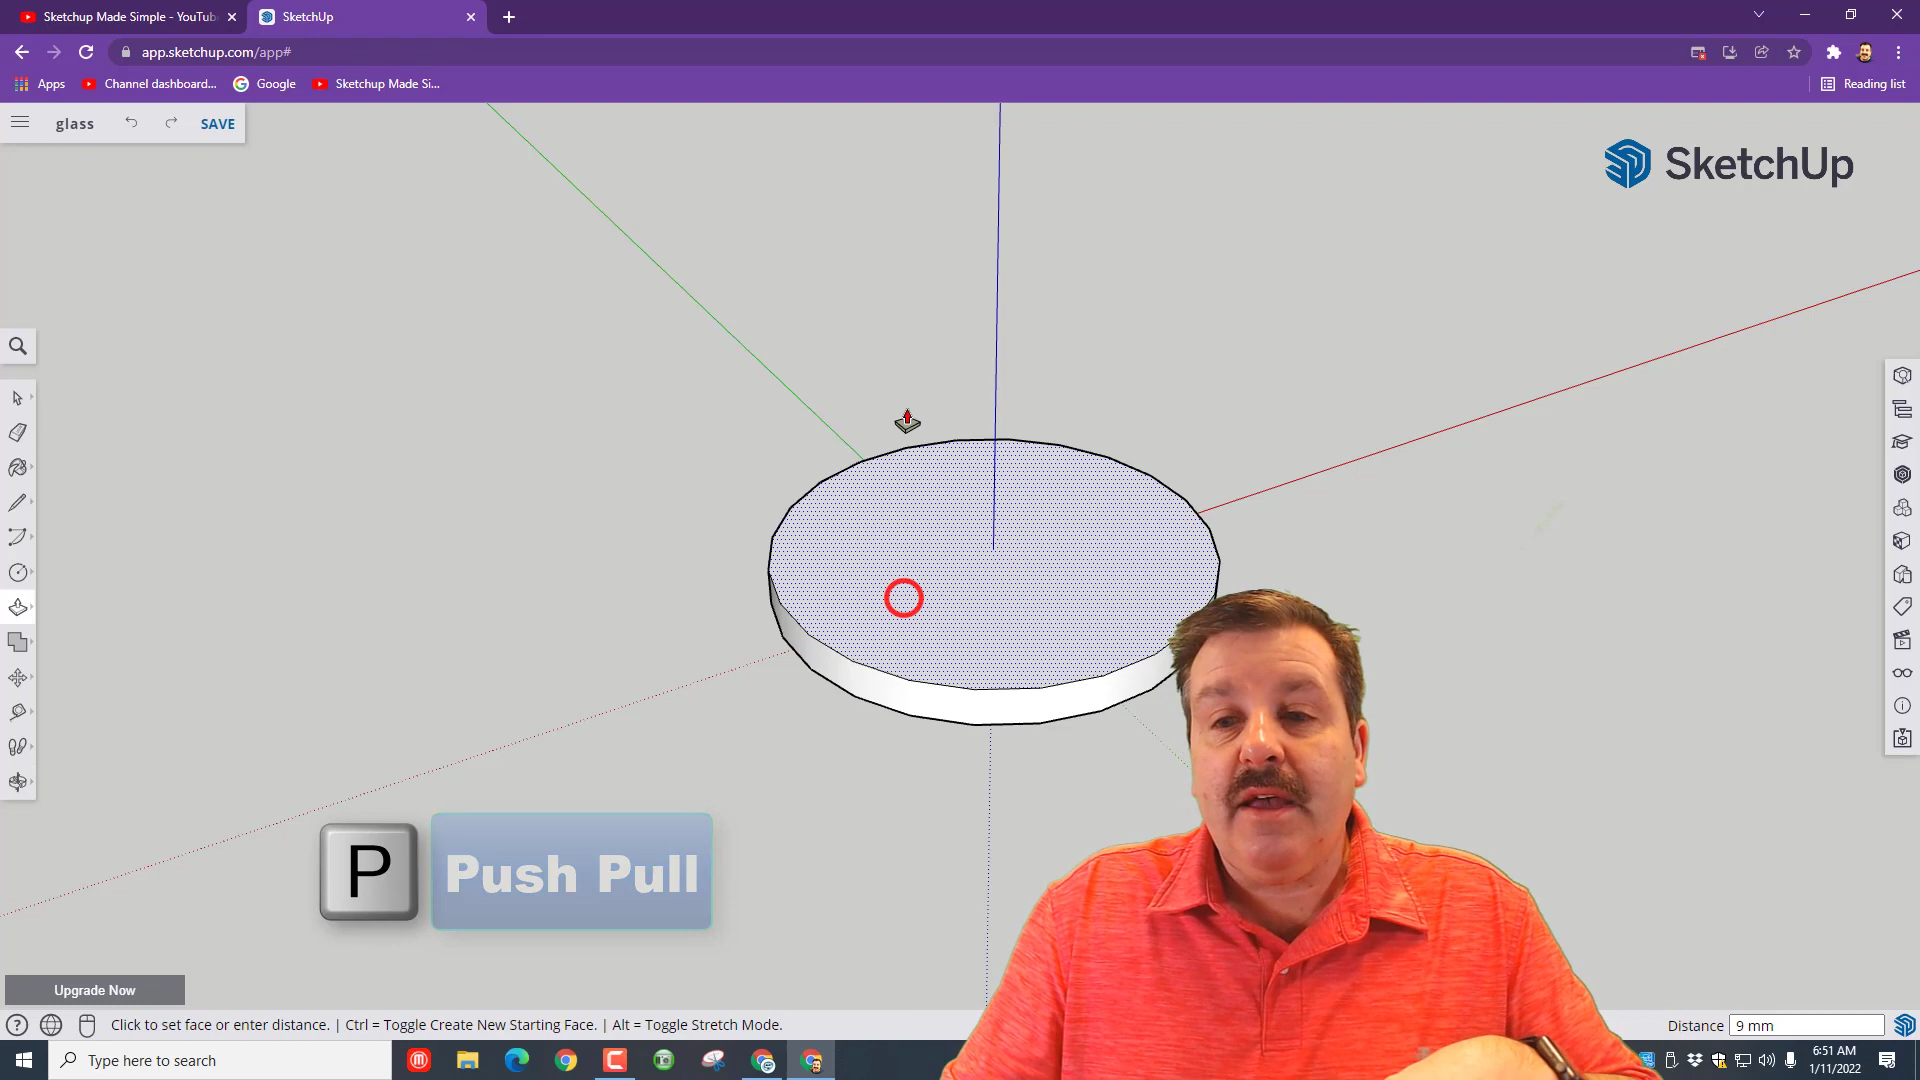 Sketchup Made Simple - YouTub
SketchUp
app.sketchup.com/app#
Apps
Channel dashboard...
Google
Sketchup Made Si...
Reading list
glass
SAVE
SketchUp
P
Push Pull
Upgrade Now
Click to set face or enter distance. | Ctrl = Toggle Create New Starting Face. | Alt = Toggle Stretch Mode.
Distance
9 mm
Type here to search
6:51 AM
1/11/2022